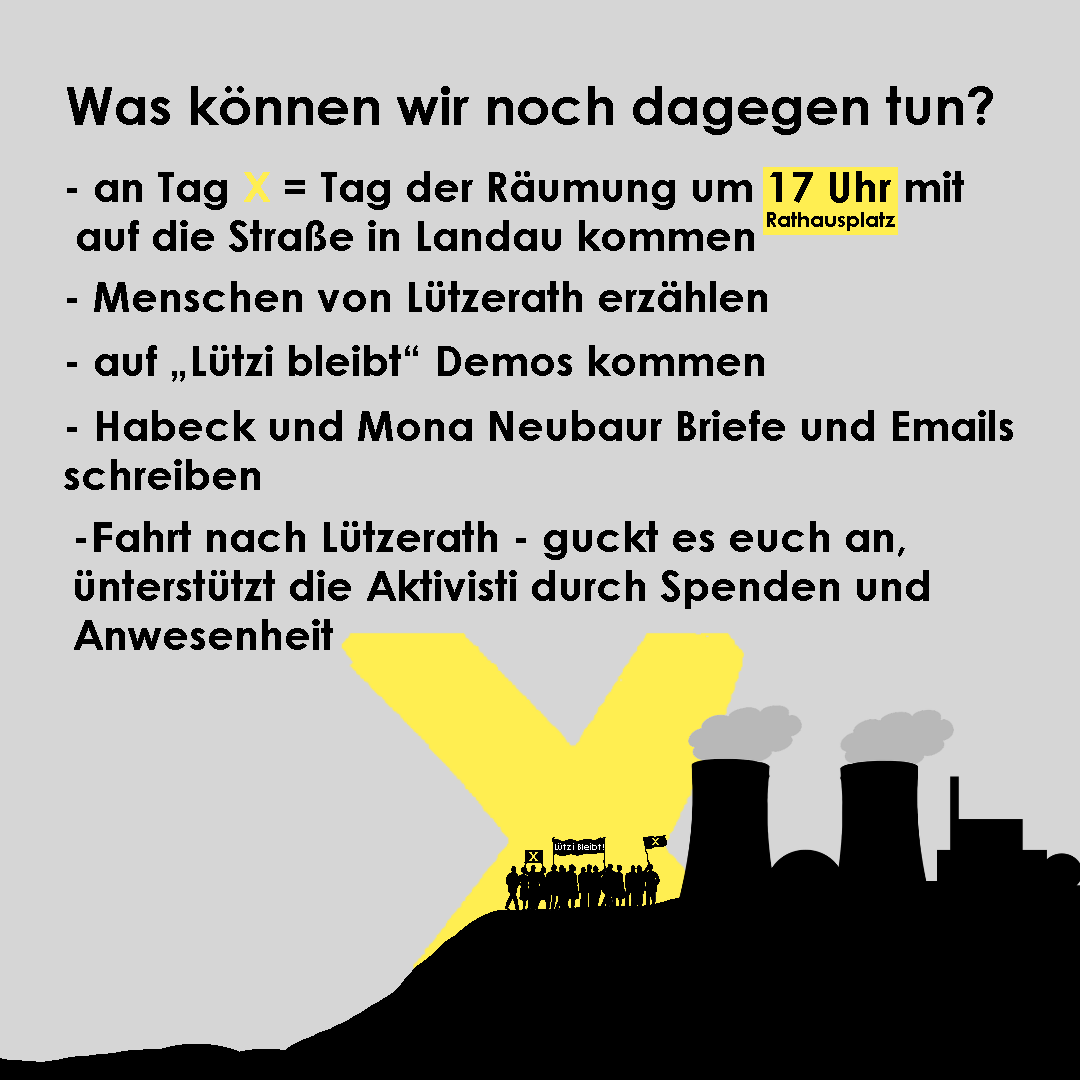 Was können wir noch dagegen tun?
- an Tag X = Tag der Räumung um 17 Uhr mit
Rathausplatz
auf die Straße in Landau kommen
- Menschen von Lützerath erzählen
- auf „Lützi bleibt“ Demos kommen
- Habeck und Mona Neubaur Briefe und Emails
schreiben
-Fahrt nach Lützerath - guckt es euch an,
ünterstützt die Aktivisti durch Spenden und
Anwesenheit
X
Lützi Bleibt!
X